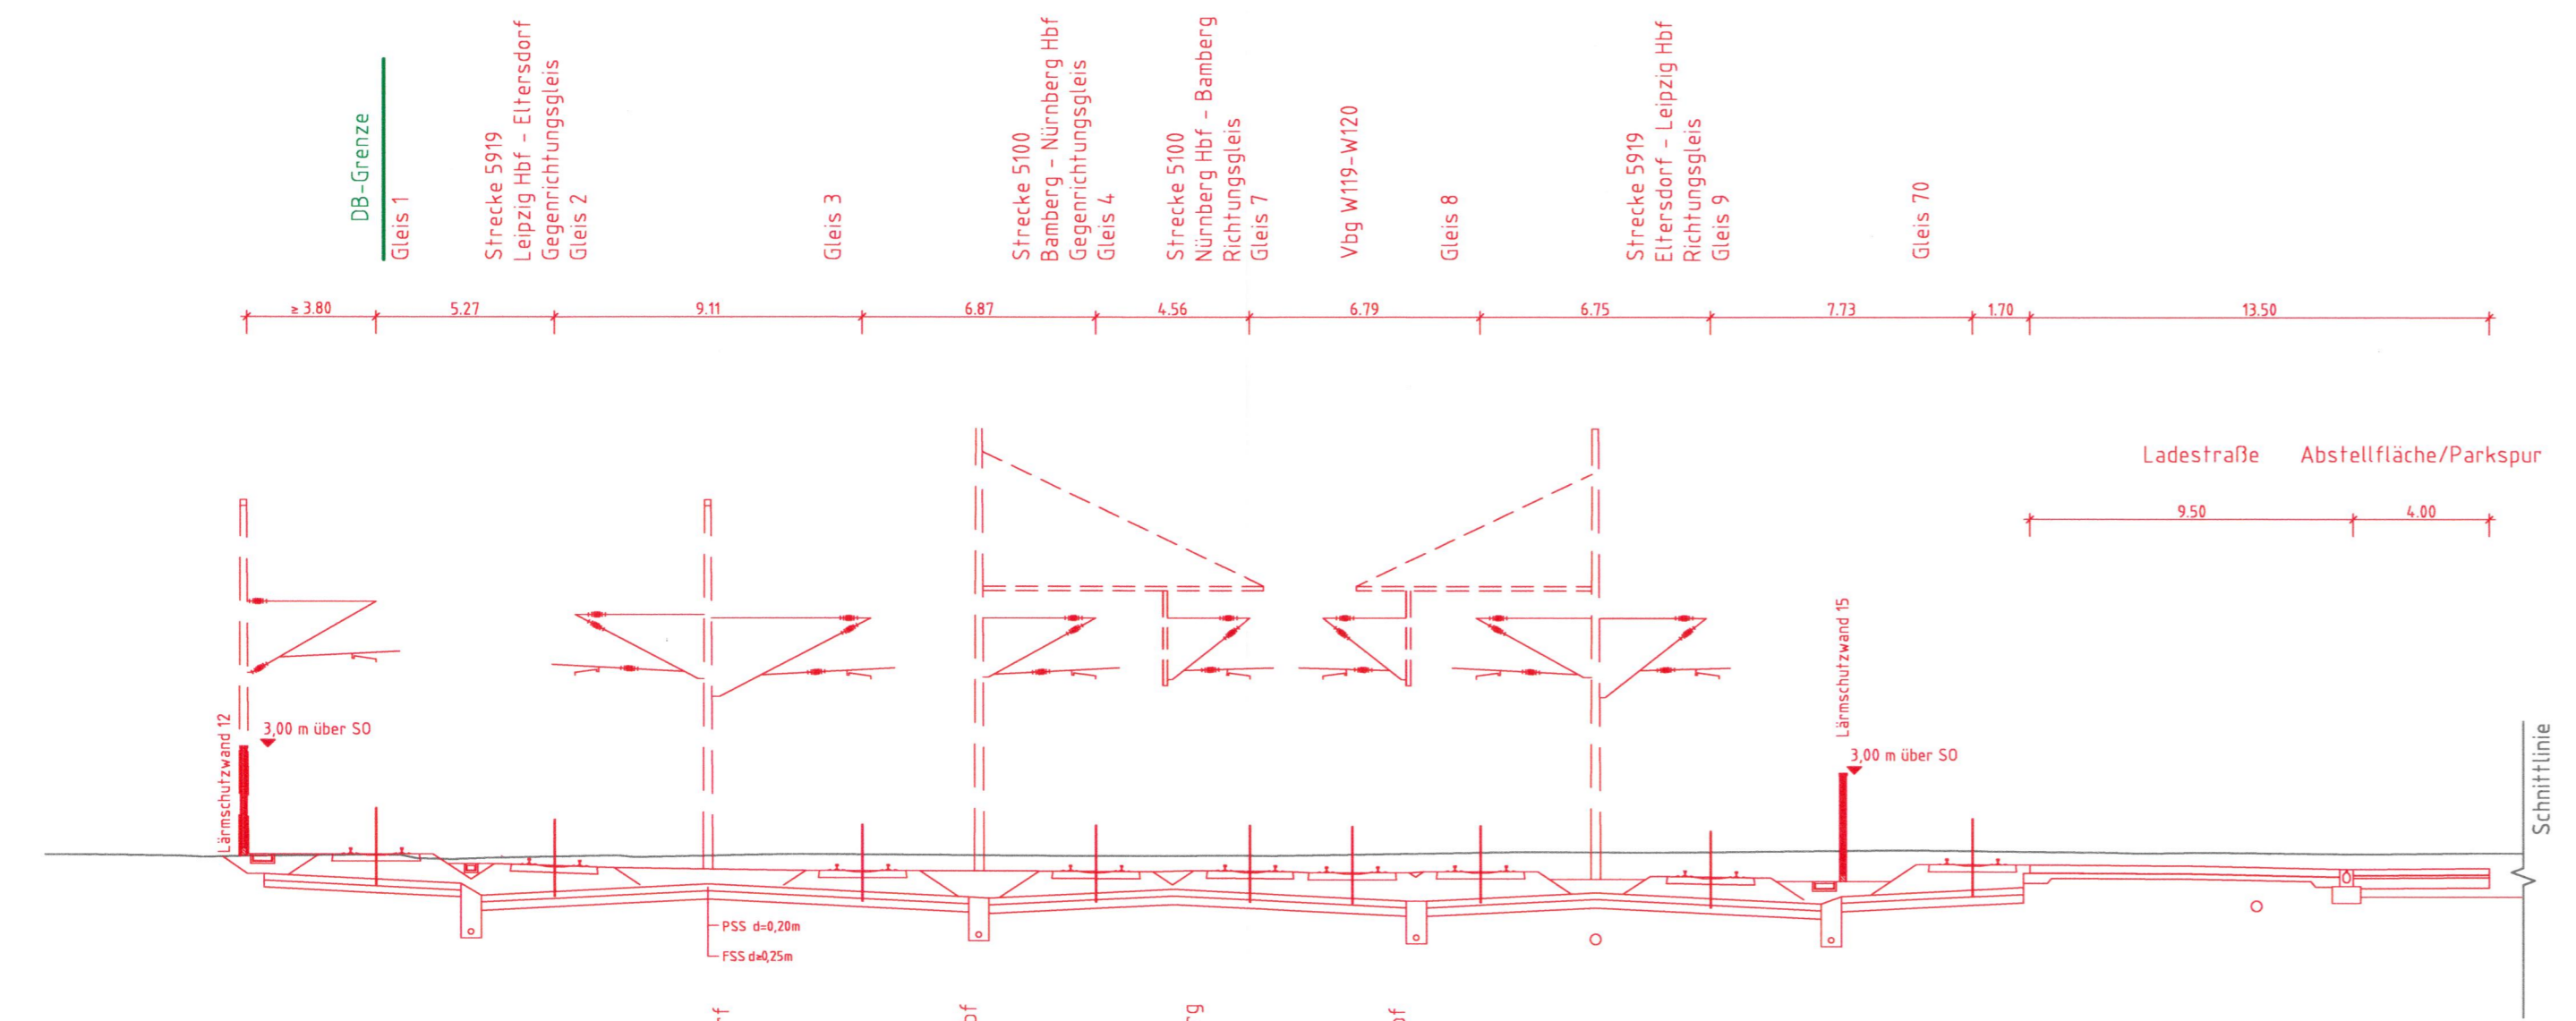 DB-Grenze
Gleis 1
Strecke 5919
Leipzig Hbf - Eltersdorf
Gegenrichtungsgleis
Gleis 2
Gleis 3
Strecke 5100
Bamberg - Nürnberg Hbf
Gegenrichtungsgleis
Gleis 4
Strecke 5100
Nürnberg Hbf - Bamberg
Richtungsgleis
Gleis 7
Vbg W119-W120
Gleis 8
Strecke 5919
Eltersdorf - Leipzig Hbf
Richtungsgleis
Gleis 9
Gleis 70
≥ 3.80
5.27
9.11
6.87
4.56
6.79
6.75
7.73
1.70
13.50
Ladestraße
Abstellfläche/Parkspur
9.50
4.00
Lärmschutzwand 12
3,00 m über SO
Lärmschutzwand 15
3,00 m über SO
Schnittlinie
PSS d=0,20m
FSS d≥0,25m